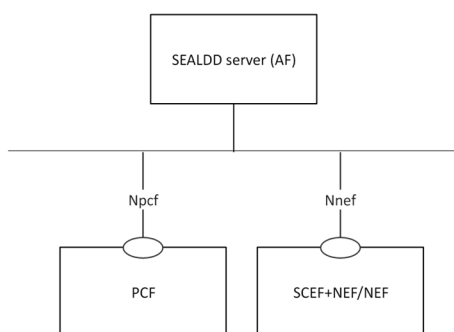 SEALDD server (AF)
Npcf
Nnef
PCF
SCEF+NEF/NEF